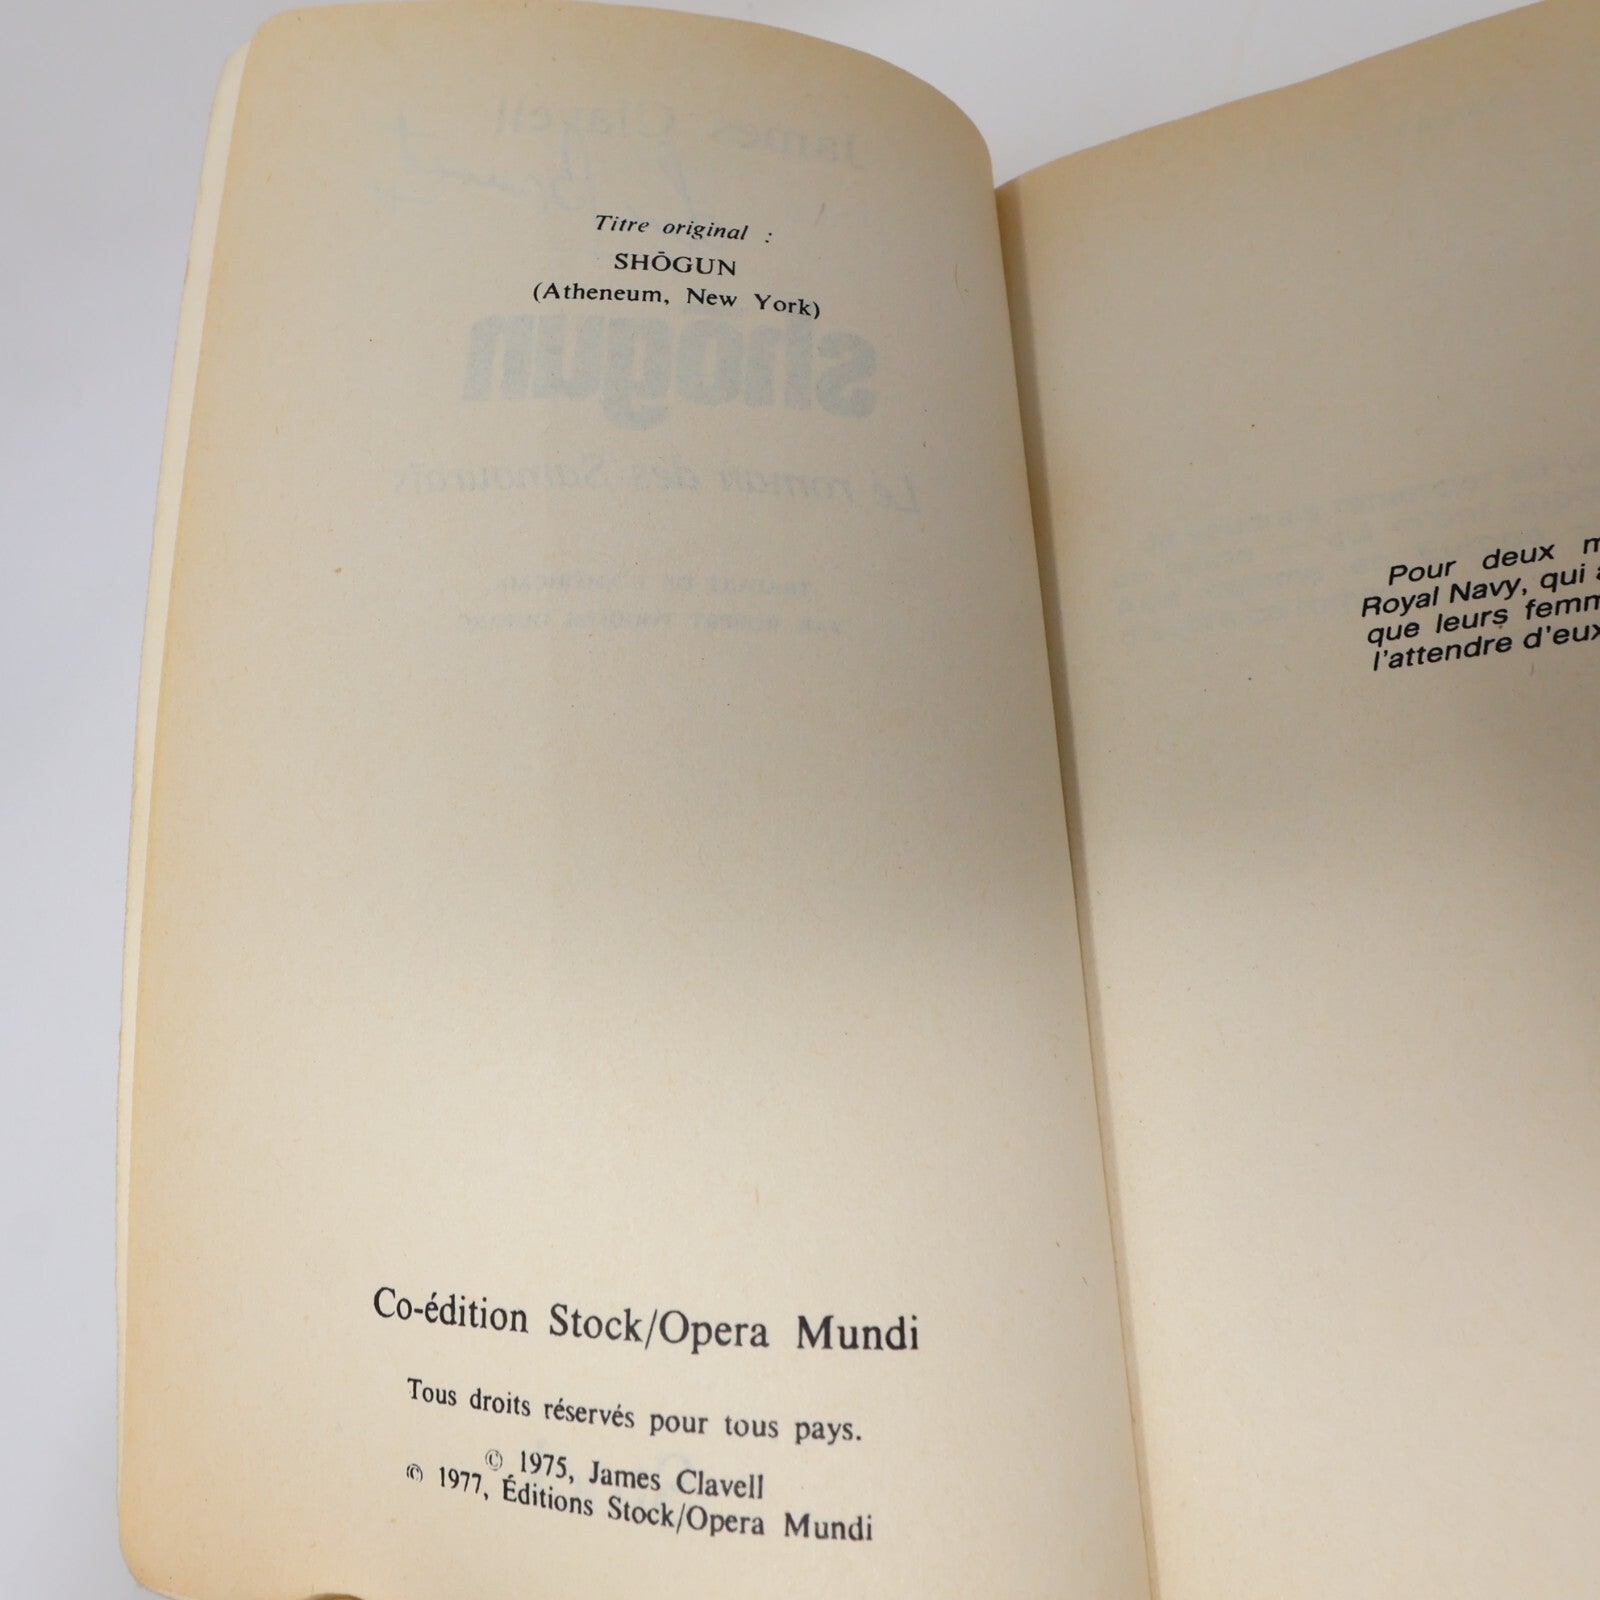 Titre original :
SHŌGUN
(Atheneum, New York)
Co-édition Stock/Opera Mundi
Tous droits réservés pour tous pays.
© 1975, James Clavell
© 1977, Éditions Stock/Opera Mundi
Pour deux
Royal Navy, qui
que leurs
l'attendre d'eux